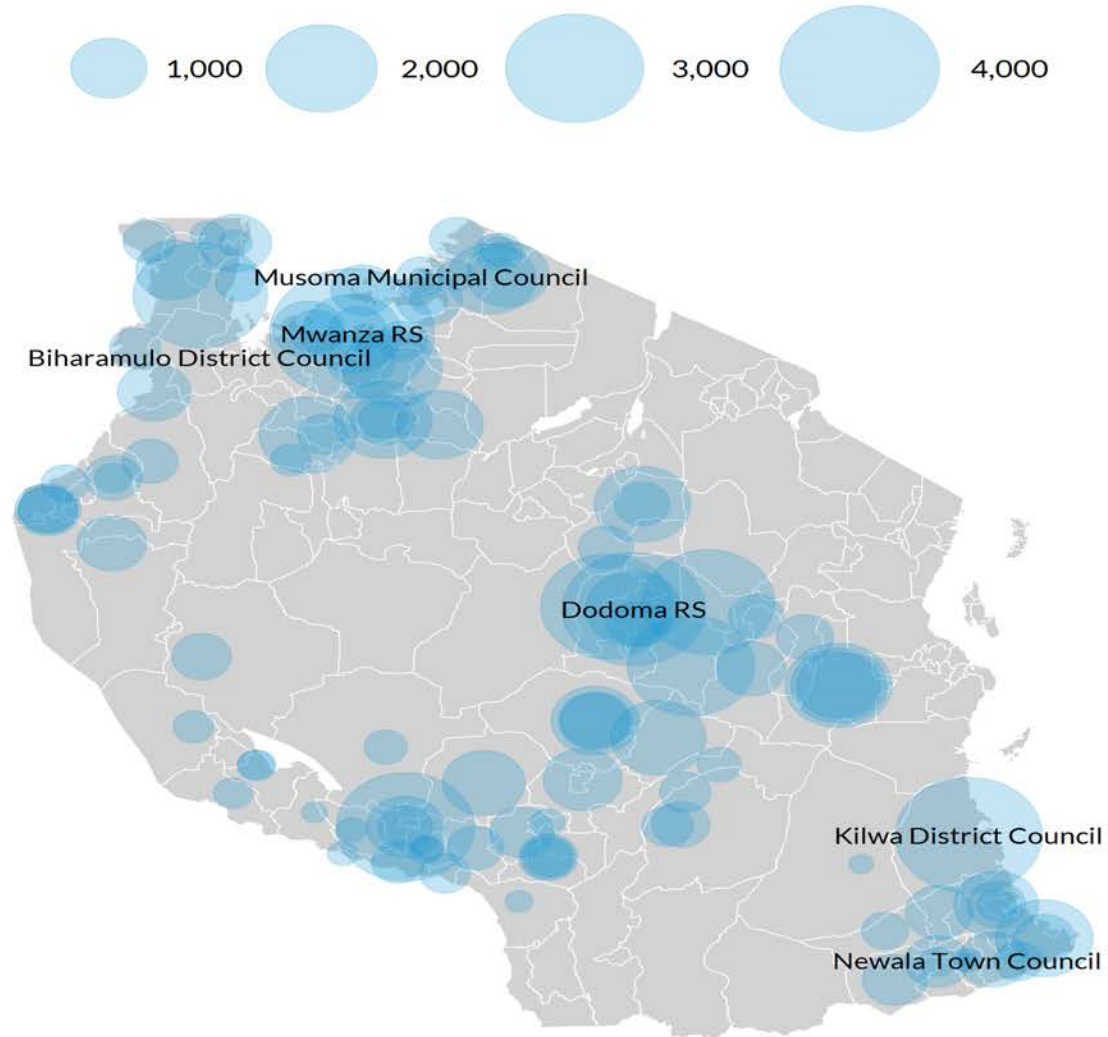 1,000 2,000 3,000 4,000
Musoma Municipal Council
Mwanza RS
Biharamulo District Council
Dodoma RS
Kilwa District Council
Newala Town Council